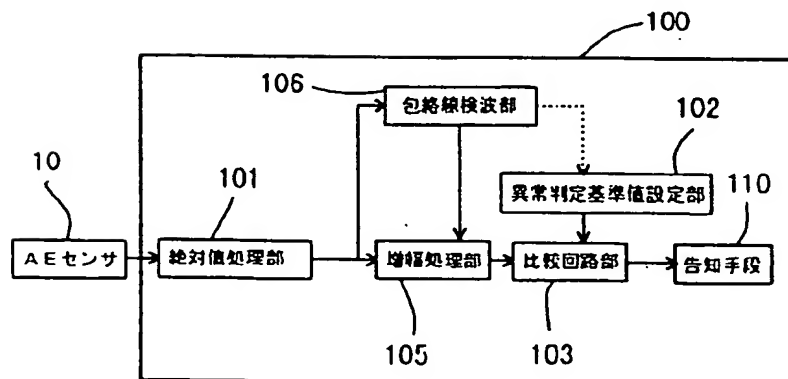 100
106
包絡線検波部
102
10
101
異常判定基準値設定部
110
AEセンサ
絶対値処理部
増幅処理部
比較回路部
告知手段
105
103